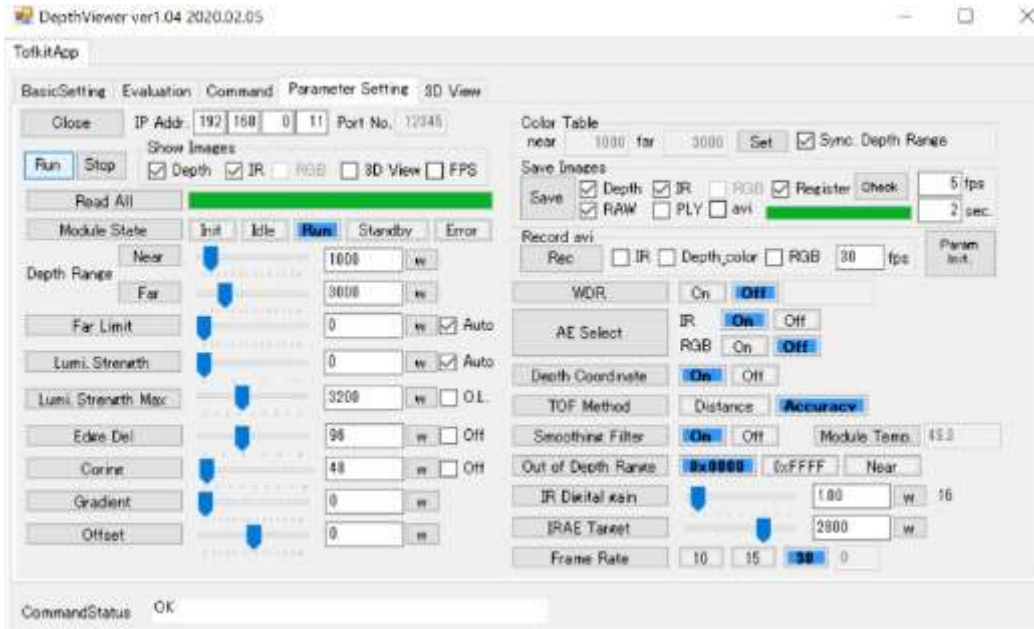 DepthViewer ver1.04 2020.02.05
TofkitApp
BasicSetting Evaluation Command Parameter Setting 3D View
Close IP Addr. 192 168 0 11 Port No. 12345
Show Images
Run Stop Depth IR RGB 3D View FPS
Read All
Module State Init Idle Run Standby Error
Depth Range
Near 1000 w
Far 3000 w
Far Limit 0 w Auto
Lumi. Strength 0 w Auto
Lumi. Strength Max 3200 w O.L.
Edge Del 96 w Off
Coring 48 w Off
Gradient 0 w
Offset 0 w
Color Table
near 1000 far 3000 Set Sync. Depth Range
Save Images
Save Depth IR RGB Register Check 5 fps
RAW PLY avi 2 sec.
Record avi
Rec IR Depth_color RGB 30 fps
Param Init.
WDR On Off
AE Select IR On Off
RGB On Off
Depth Coordinate On Off
TOF Method Distance Accuracy
Smoothing Filter On Off Module Temp.
Out of Depth Range 0x0000 0xFFFF Near
IR Digital gain 1.00 w 16
IRAE Target 2800 w
Frame Rate 10 15 30 0
CommandStatus OK